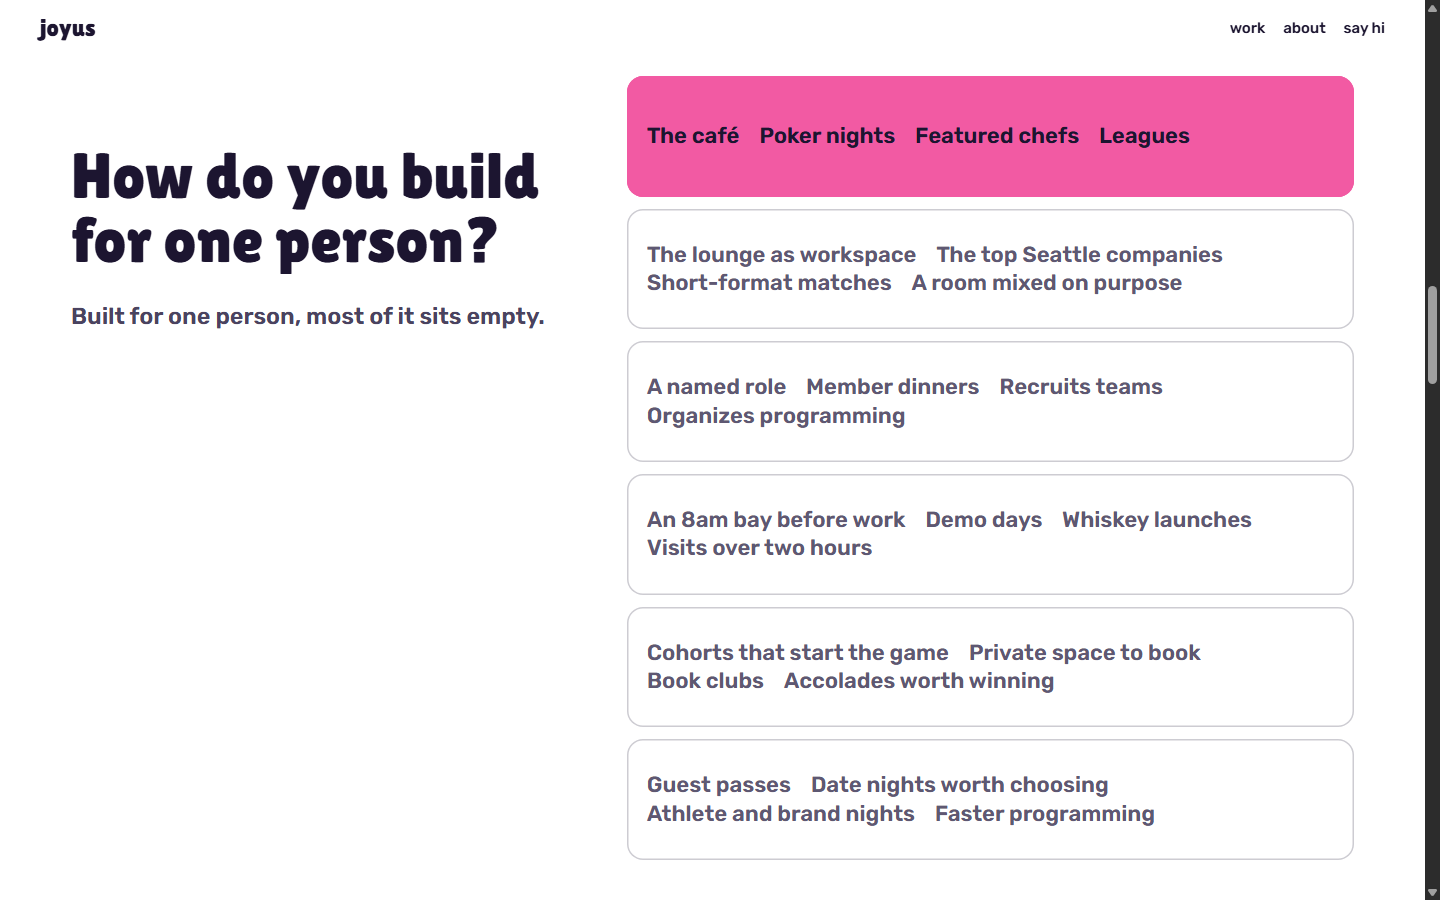 joyus
work about say hi
How do you build
for one person?
Built for one person, most of it sits empty.
The café Poker nights Featured chefs Leagues
The lounge as workspace The top Seattle companies
Short-format matches A room mixed on purpose
A named role Member dinners Recruits teams
Organizes programming
An 8am bay before work Demo days Whiskey launches
Visits over two hours
Cohorts that start the game Private space to book
Book clubs Accolades worth winning
Guest passes Date nights worth choosing
Athlete and brand nights Faster programming